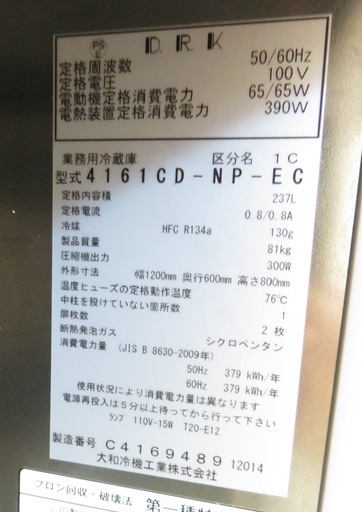 PS E D.R.K
定格周波数 50/60Hz
定格電圧 100V
電動機定格消費電力 65/65W
電熱装置定格消費電力 390W
業務用冷蔵庫 区分名 1C
型式 4161CD-NP-EC
定格内容積 237L
定格電流 0.8/0.8A
冷媒 HFC R134a 130g
製品質量 81kg
圧縮機出力 300W
外形寸法 幅1200mm 奥行600mm 高さ800mm
温度ヒューズの定格動作温度 76℃
中柱を設けていない箇所数 1
扉枚数 2 枚
断熱発泡ガス シクロペンタン
消費電力量 (JIS B 8630-2009年)
50Hz 379 kWh/年
60Hz 379 kWh/年
使用状況により消費電力量は異なります
電源再投入は5分以上待ってから行って下さい
ランプ 110V-15W T20-E12
製造番号 C4169489 12014
大和冷機工業株式会社
フロン回収・破壊法 第一種特